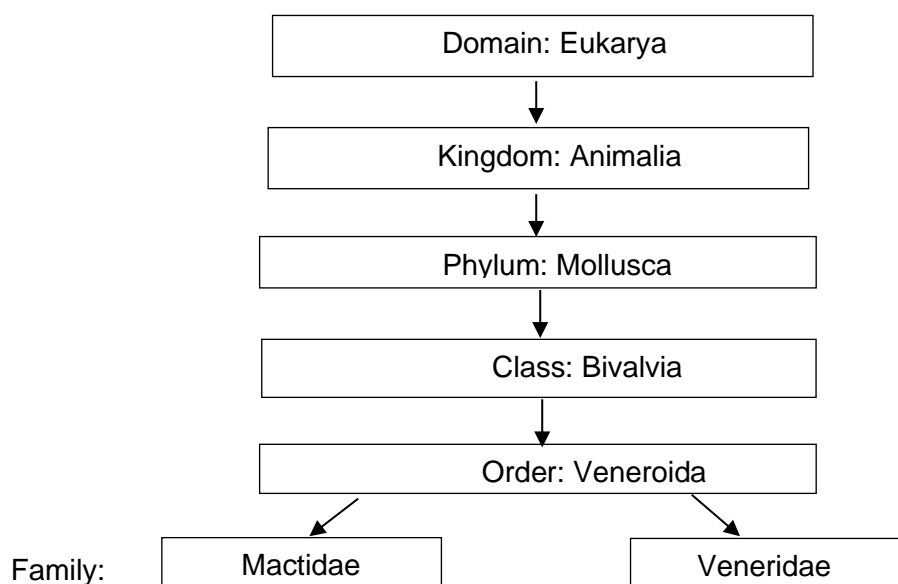 Domain: Eukarya
Kingdom: Animalia
Phylum: Mollusca
Class: Bivalvia
Order: Veneroida
Family: Mactidae Veneridae